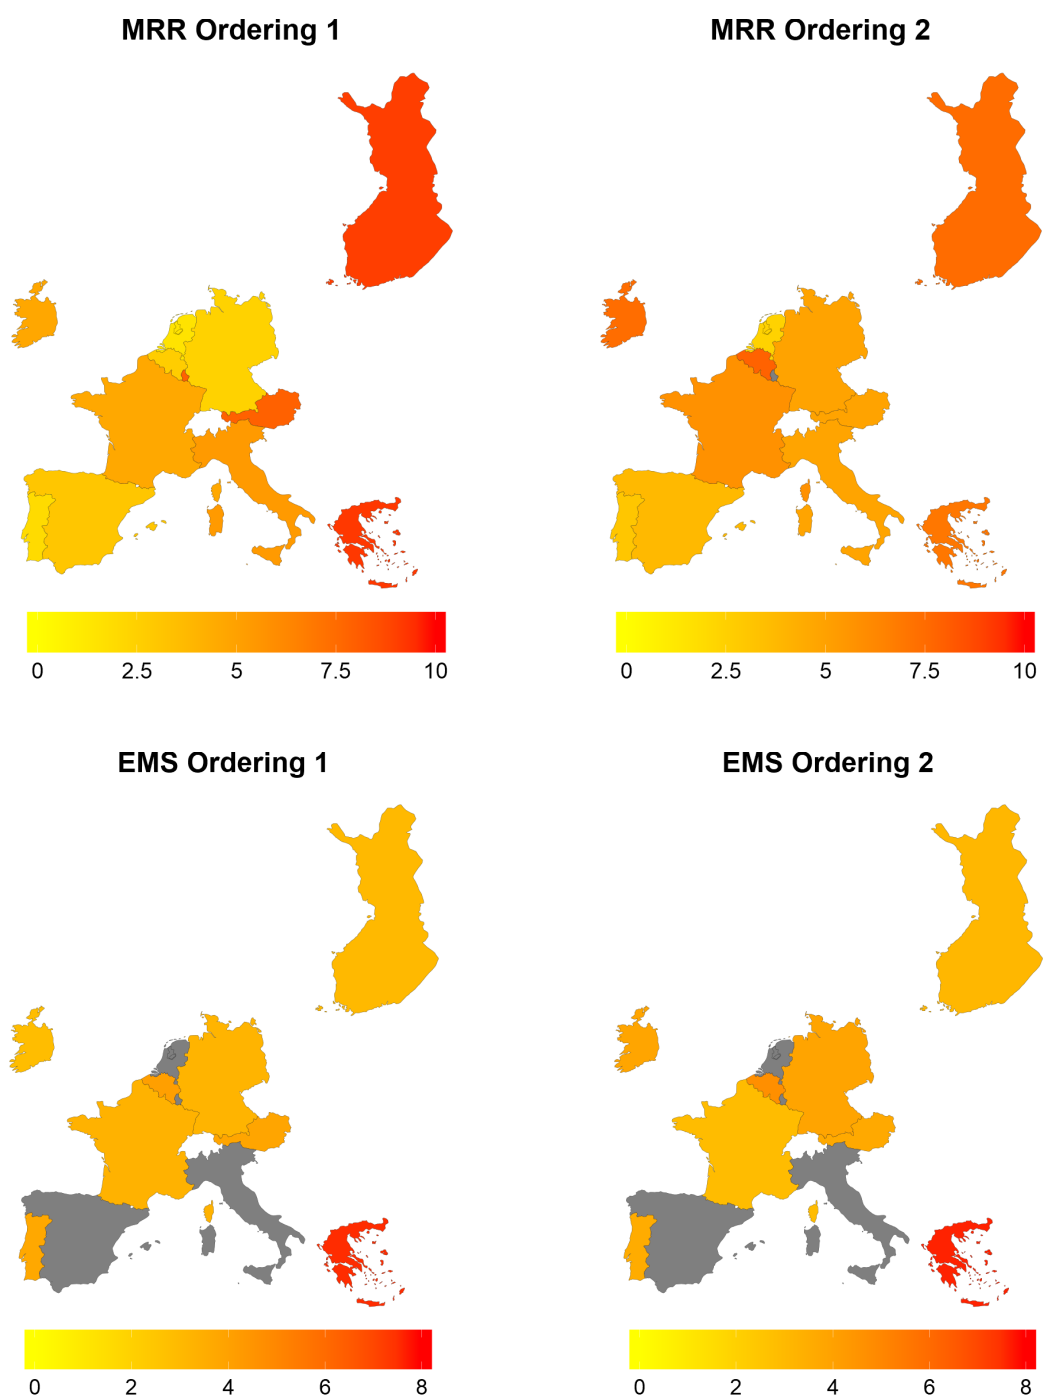 MRR Ordering 1
MRR Ordering 2
0 2.5 5 7.5 10
0 2.5 5 7.5 10
EMS Ordering 1
EMS Ordering 2
0 2 4 6 8
0 2 4 6 8